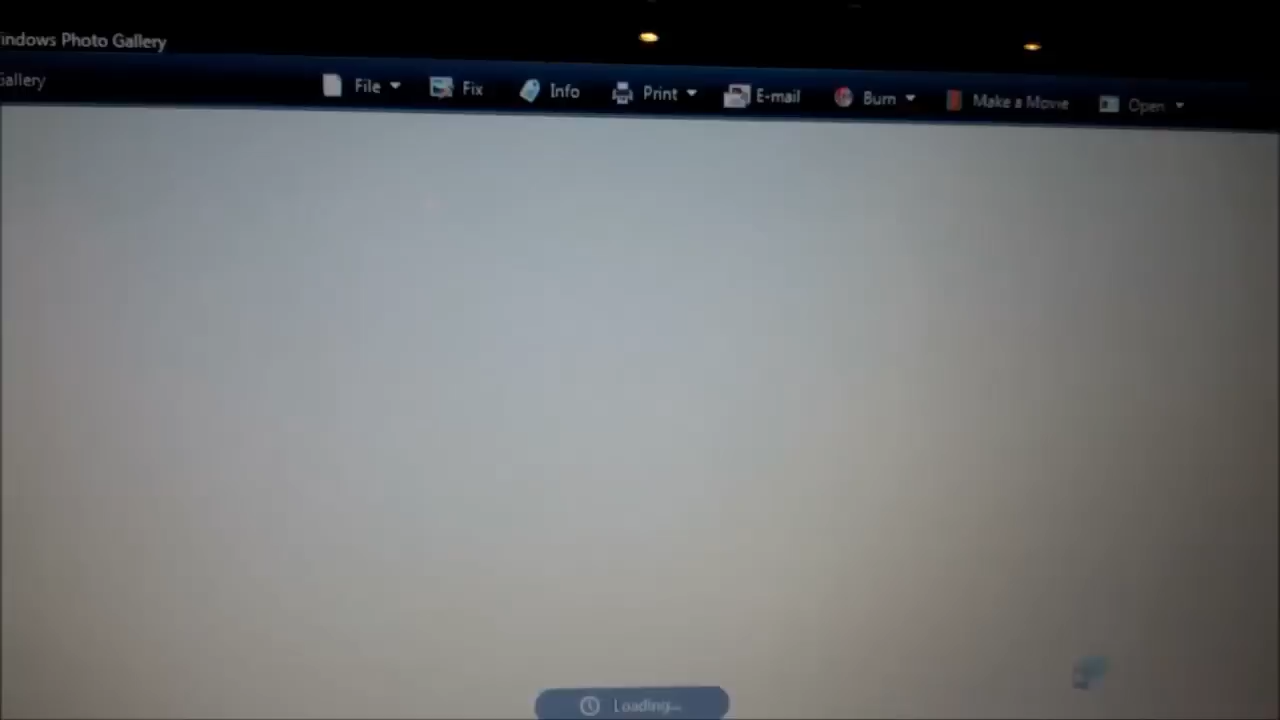 indows Photo Gallery
Gallery
File Fix Info Print E-mail Burn Make a Movie Open
Loading...